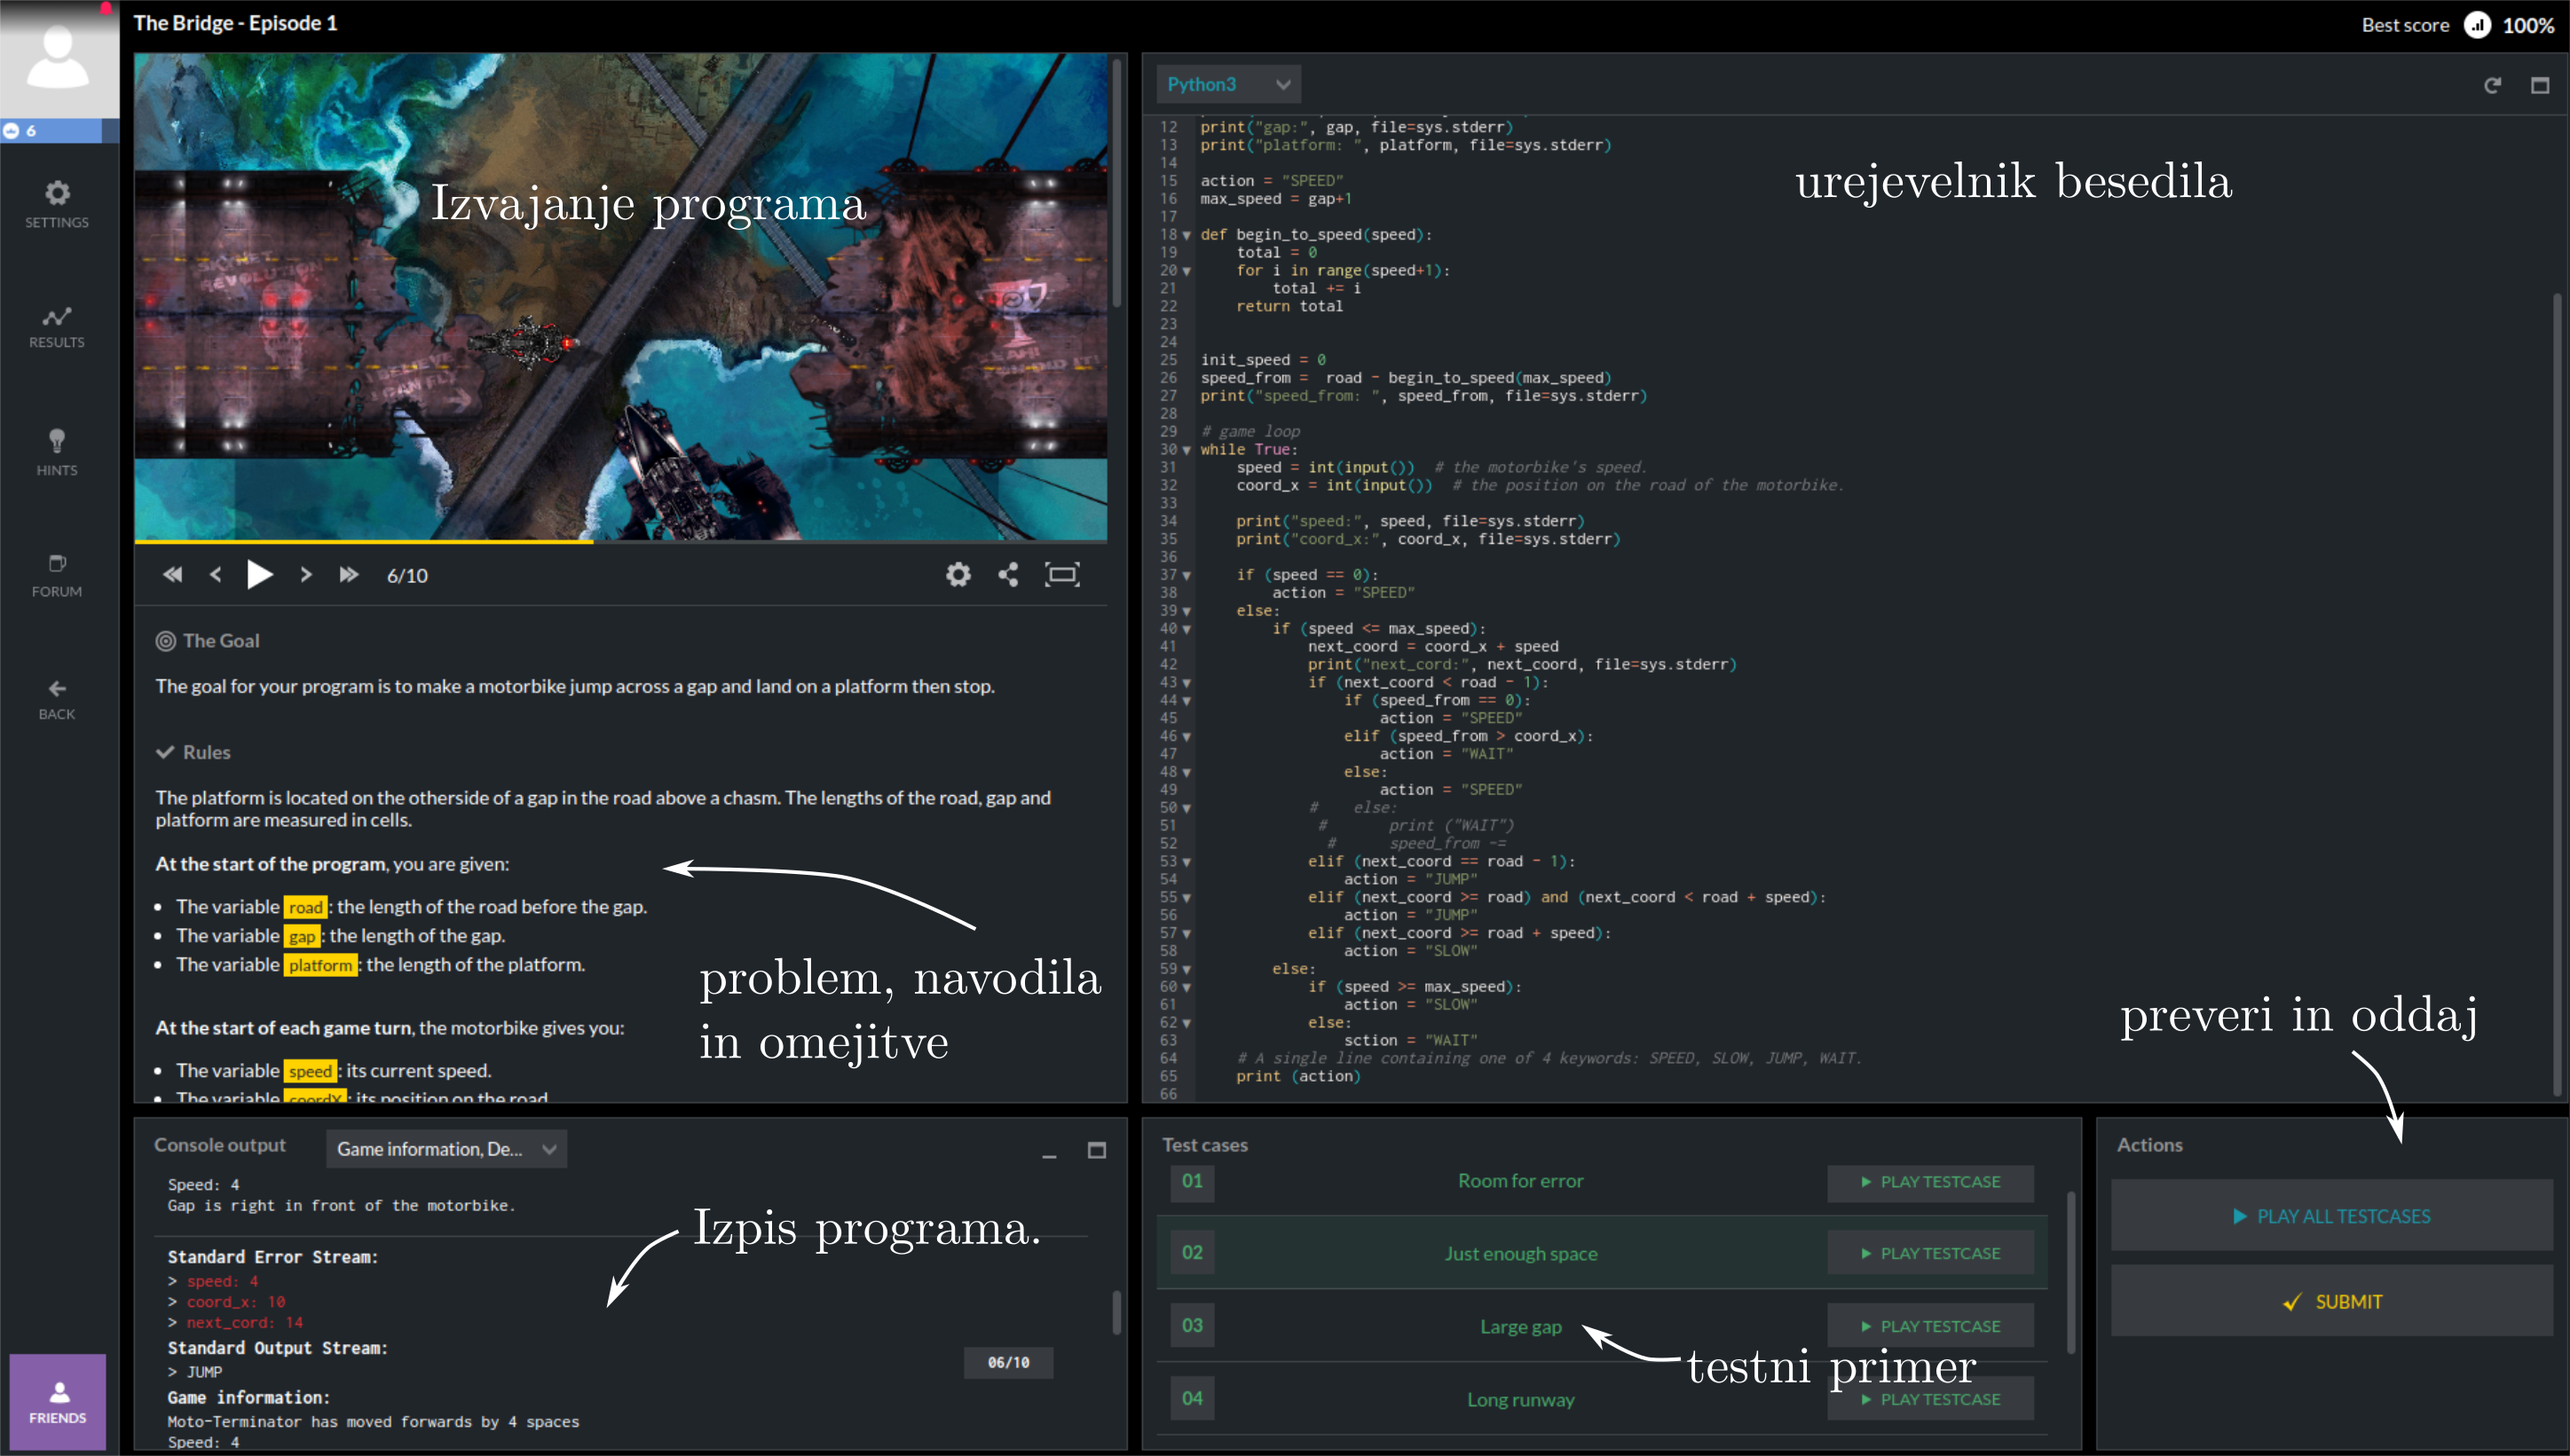 The Bridge - Episode 1
Best score 100%
6
SETTINGS
RESULTS
HINTS
FORUM
BACK
FRIENDS
Izvajanje programa
SKYNET
REVOLUTION
I BELIEVE
I CAN FLY
6/10
The Goal
The goal for your program is to make a motorbike jump across a gap and land on a platform then stop.
Rules
The platform is located on the otherside of a gap in the road above a chasm. The lengths of the road, gap and
platform are measured in cells.
At the start of the program, you are given:
• The variable road: the length of the road before the gap.
• The variable gap: the length of the gap.
• The variable platform: the length of the platform.
problem, navodila
in omejitve
At the start of each game turn, the motorbike gives you:
• The variable speed: its current speed.
• The variable coordX: its position on the road
Console output
Game information, De...
Speed: 4
Gap is right in front of the motorbike.
Izpis programa.
Standard Error Stream:
> speed: 4
> coord_x: 10
> next_cord: 14
Standard Output Stream:
> JUMP
06/10
Game information:
Moto-Terminator has moved forwards by 4 spaces
Speed: 4
Python3
urejevelnik besedila
12 print("gap:", gap, file=sys.stderr)
13 print("platform: ", platform, file=sys.stderr)
14
15 action = "SPEED"
16 max_speed = gap+1
17
18 def begin_to_speed(speed):
19     total = 0
20     for i in range(speed+1):
21         total += i
22     return total
23
24
25 init_speed = 0
26 speed_from =  road - begin_to_speed(max_speed)
27 print("speed_from: ", speed_from, file=sys.stderr)
28
29 # game loop
30 while True:
31     speed = int(input())  # the motorbike's speed.
32     coord_x = int(input())  # the position on the road of the motorbike.
33
34     print("speed:", speed, file=sys.stderr)
35     print("coord_x:", coord_x, file=sys.stderr)
36
37     if (speed == 0):
38         action = "SPEED"
39     else:
40         if (speed <= max_speed):
41             next_coord = coord_x + speed
42             print("next_cord:", next_coord, file=sys.stderr)
43             if (next_coord < road - 1):
44                 if (speed_from == 0):
45                     action = "SPEED"
46                 elif (speed_from > coord_x):
47                     action = "WAIT"
48                 else:
49                     action = "SPEED"
50             #    else:
51              #       print ("WAIT")
52               #      speed_from -=
53             elif (next_coord == road - 1):
54                 action = "JUMP"
55             elif (next_coord >= road) and (next_coord < road + speed):
56                 action = "JUMP"
57             elif (next_coord >= road + speed):
58                 action = "SLOW"
59         else:
60             if (speed >= max_speed):
61                 action = "SLOW"
62             else:
63                 sction = "WAIT"
64     # A single line containing one of 4 keywords: SPEED, SLOW, JUMP, WAIT.
65     print (action)
66
preveri in oddaj
Test cases
01 Room for error PLAY TESTCASE
02 Just enough space PLAY TESTCASE
03 Large gap PLAY TESTCASE
testni primer
04 Long runway PLAY TESTCASE
Actions
PLAY ALL TESTCASES
SUBMIT